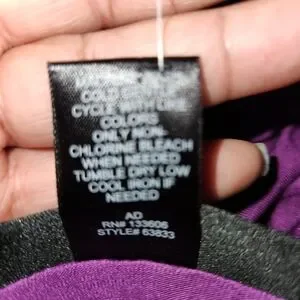 COLD
CYCLE WITH LIKE
COLORS
ONLY NON-
CHLORINE BLEACH
WHEN NEEDED
TUMBLE DRY LOW
COOL IRON IF
NEEDED
AD
RN# 133606
STYLE# 63833